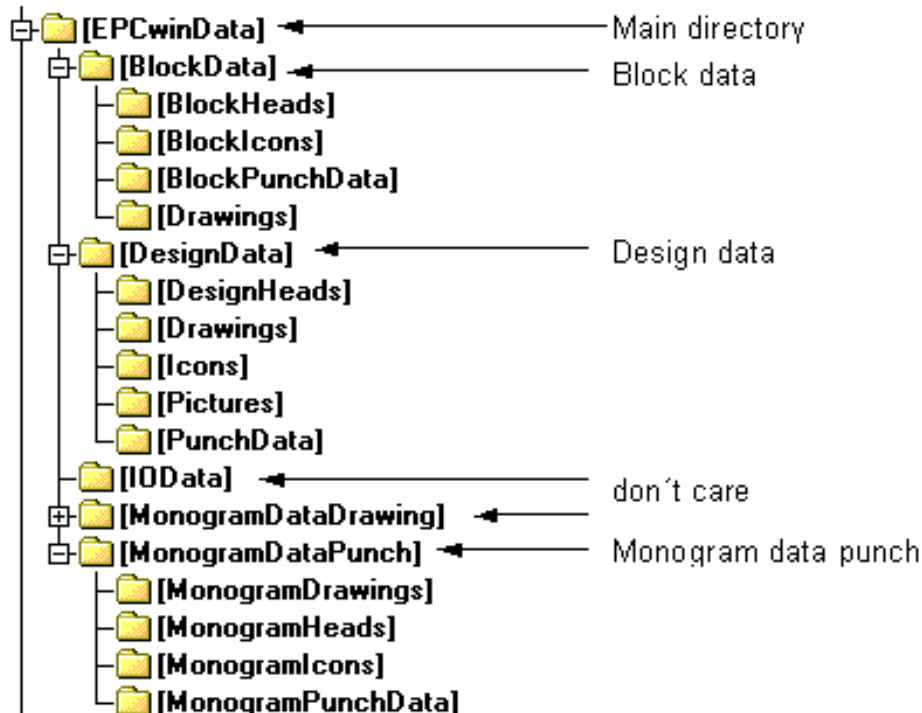 [EPCwinData] Main directory
[BlockData] Block data
[BlockHeads]
[BlockIcons]
[BlockPunchData]
[Drawings]
[DesignData] Design data
[DesignHeads]
[Drawings]
[Icons]
[Pictures]
[PunchData]
[IOData]
don´t care
[MonogramDataDrawing]
[MonogramDataPunch] Monogram data punch
[MonogramDrawings]
[MonogramHeads]
[MonogramIcons]
[MonogramPunchData]